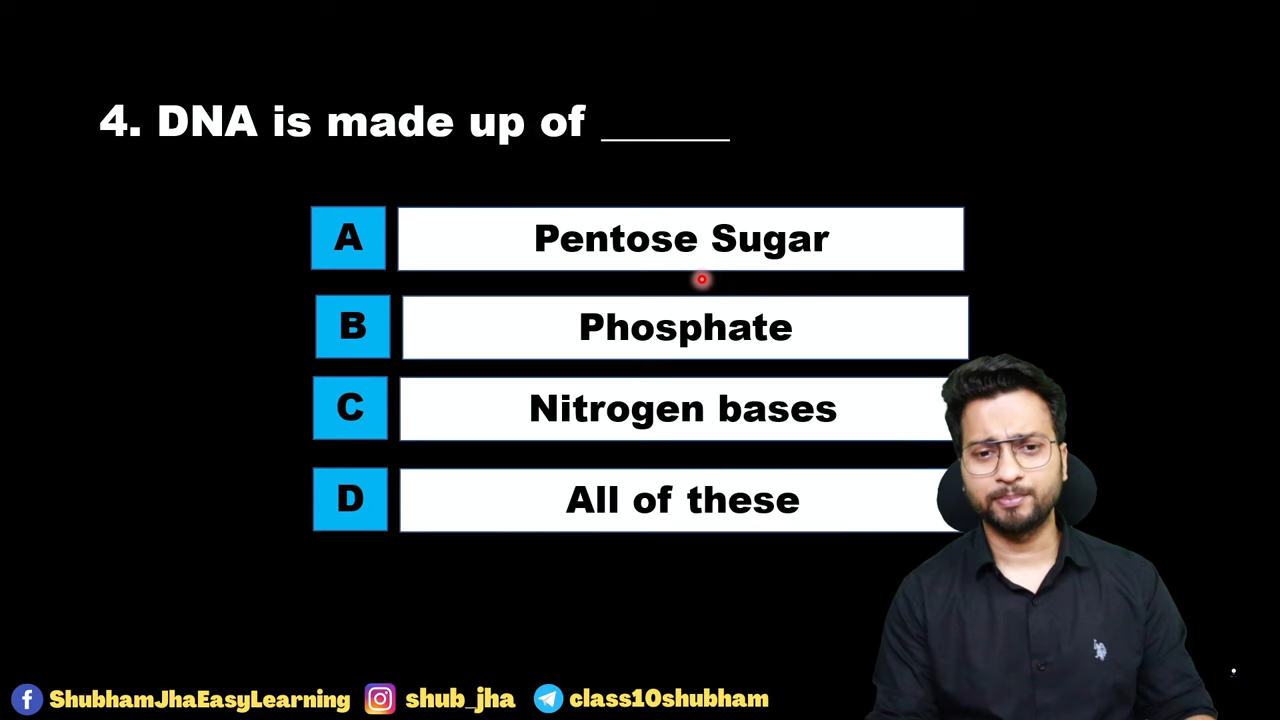 4. DNA is made up of ______
A Pentose Sugar
B Phosphate
C Nitrogen bases
D All of these
ShubhamJhaEasyLearning shub_jha class10shubham